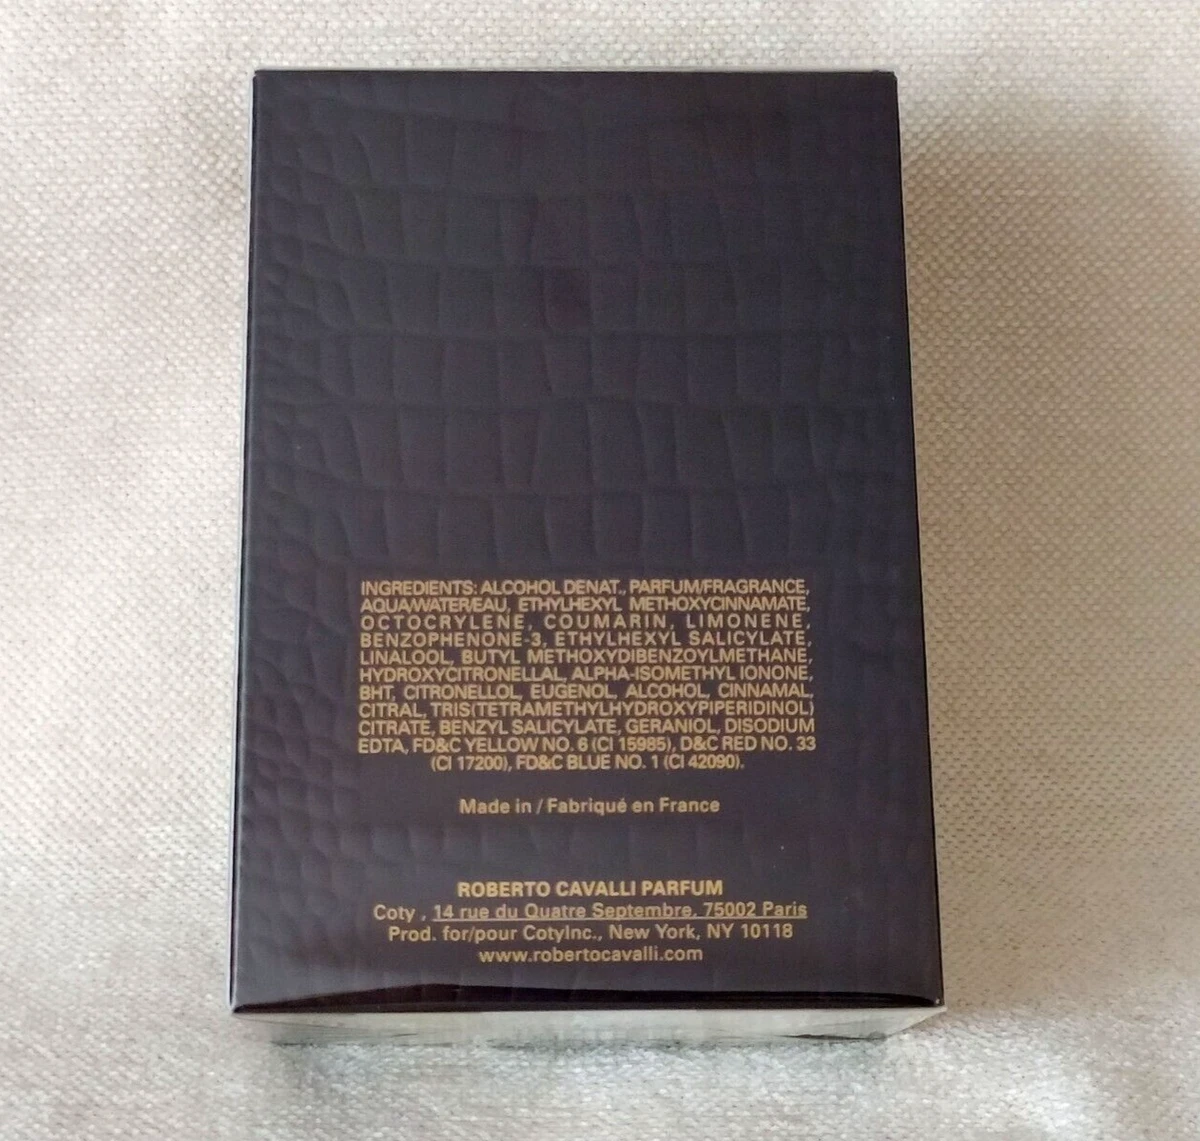 INGREDIENTS: ALCOHOL DENAT., PARFUM/FRAGRANCE,
AQUA/WATER/EAU, ETHYLHEXYL METHOXYCINNAMATE,
OCTOCRYLENE, COUMARIN, LIMONENE,
BENZOPHENONE-3, ETHYLHEXYL SALICYLATE,
LINALOOL, BUTYL METHOXYDIBENZOYLMETHANE,
HYDROXYCITRONELLAL, ALPHA-ISOMETHYL IONONE,
BHT, CITRONELLOL, EUGENOL, ALCOHOL, CINNAMAL,
CITRAL, TRIS(TETRAMETHYLHYDROXYPIPERIDINOL)
CITRATE, BENZYL SALICYLATE, GERANIOL, DISODIUM
EDTA, FD&C YELLOW NO. 6 (CI 15985), D&C RED NO. 33
(CI 17200), FD&C BLUE NO. 1 (CI 42090).
Made in / Fabriqué en France
ROBERTO CAVALLI PARFUM
Coty , 14 rue du Quatre Septembre, 75002 Paris
Prod. for/pour CotyInc., New York, NY 10118
www.robertocavalli.com